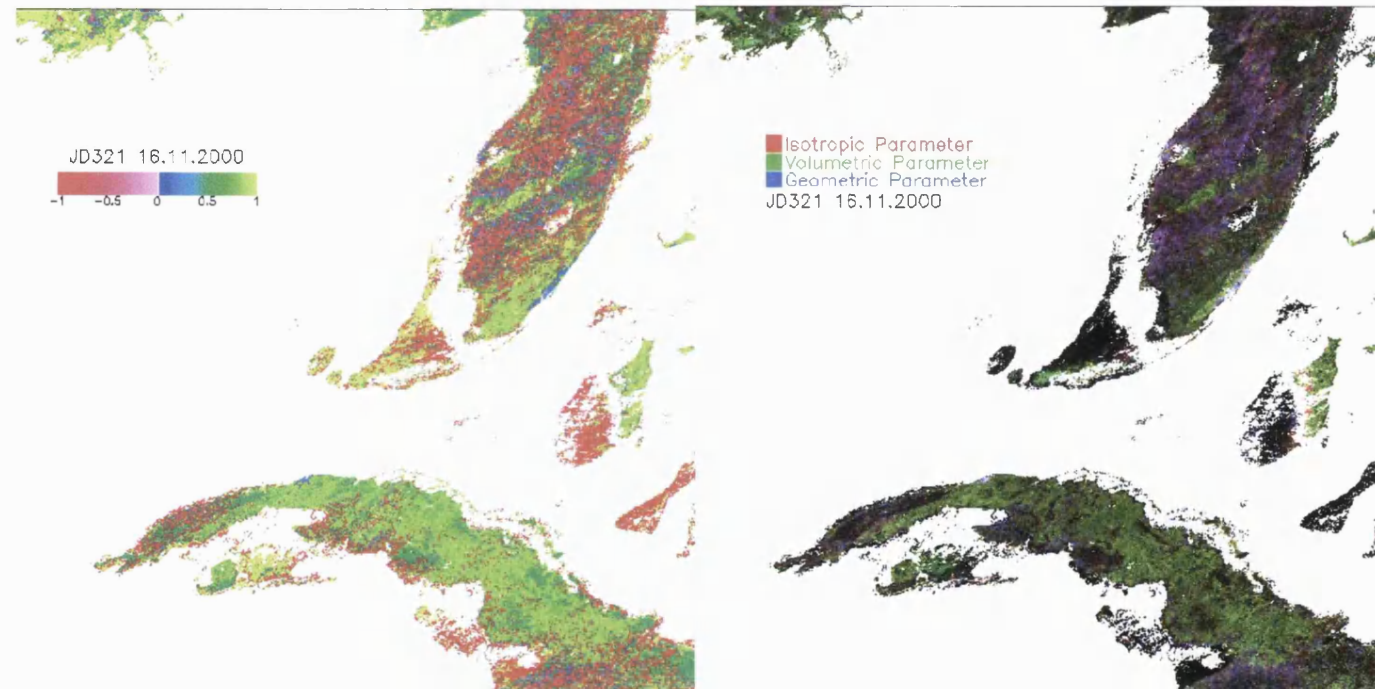 JD321 16.11.2000
-1 -0.5 0 0.5 1
Isotropic Parameter
Volumetric Parameter
Geometric Parameter
JD321 16.11.2000